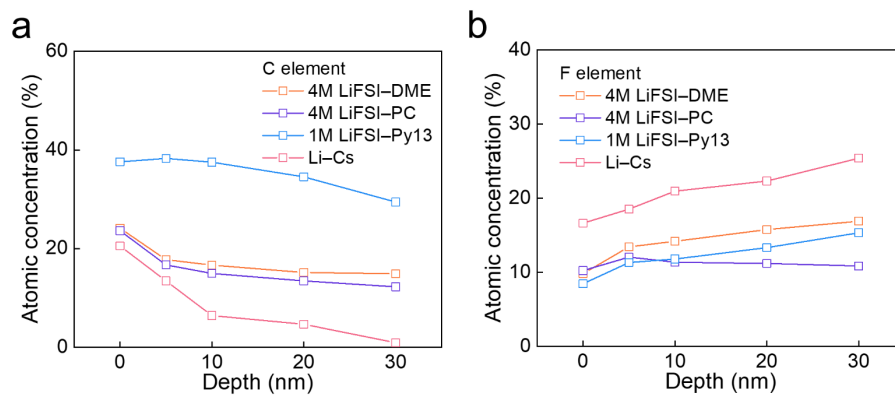 a
60
40
20
0
Atomic concentration (%)
C element
4M LiFSI–DME
4M LiFSI–PC
1M LiFSI–Py13
Li–Cs
0 10 20 30
Depth (nm)
b
40
30
20
10
0
Atomic concentration (%)
F element
4M LiFSI–DME
4M LiFSI–PC
1M LiFSI–Py13
Li–Cs
0 10 20 30
Depth (nm)